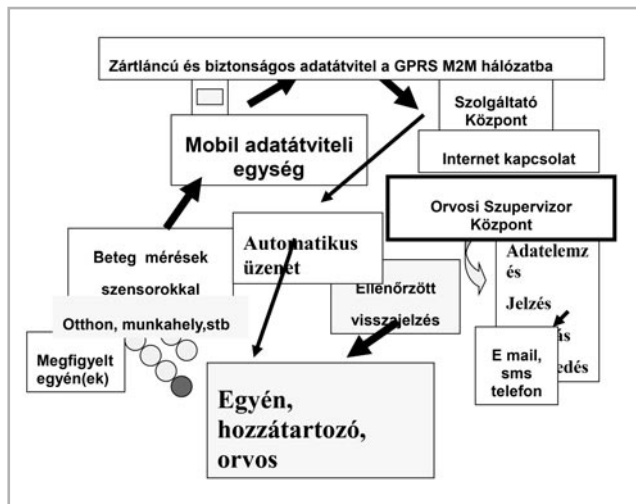 Zártláncú és biztonságos adatátvitel a GPRS M2M hálózatba
Szolgáltató
Központ
Mobil adatátviteli
egység
Internet kapcsolat
Orvosi Szupervizor
Központ
Automatikus
üzenet
Beteg mérések
szensorokkal
Otthon, munkahely,stb
Adatelemz
és
Jelzés
Ellenőrzött
visszajelzés
Megfigyelt
egyén(ek)
E mail,
sms
telefon
Egyén,
hozzátartozó,
orvos